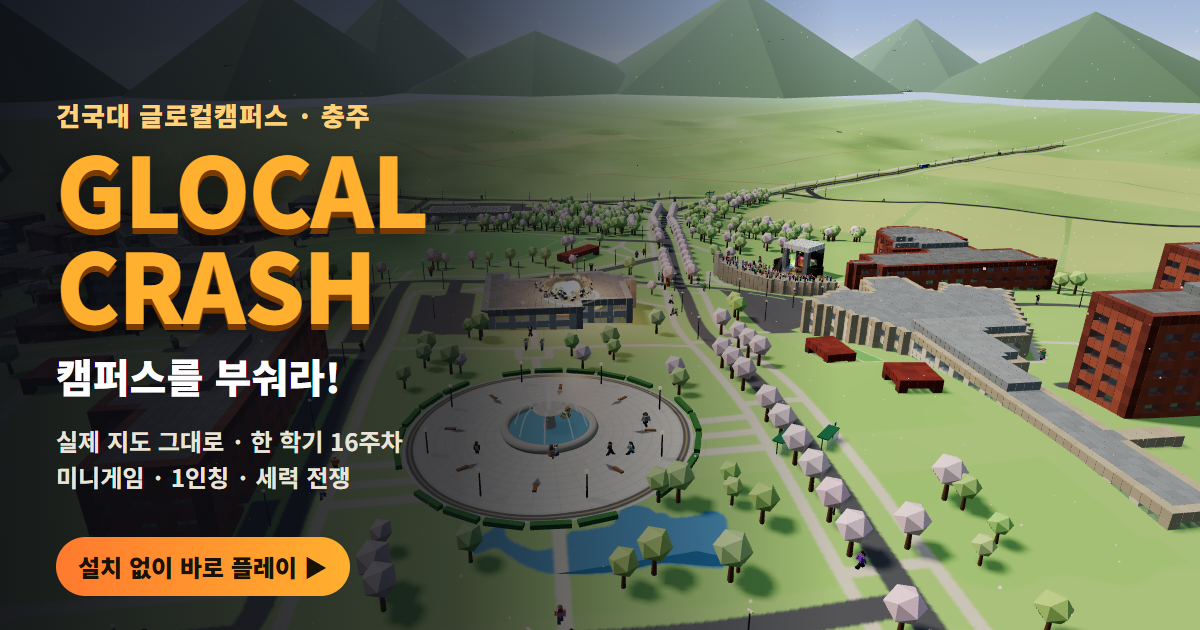 건국대 글로컬캠퍼스 · 충주
GLOCAL
CRASH
캠퍼스를 부숴라!
실제 지도 그대로 · 한 학기 16주차
미니게임 · 1인칭 · 세력 전쟁
설치 없이 바로 플레이 ▶